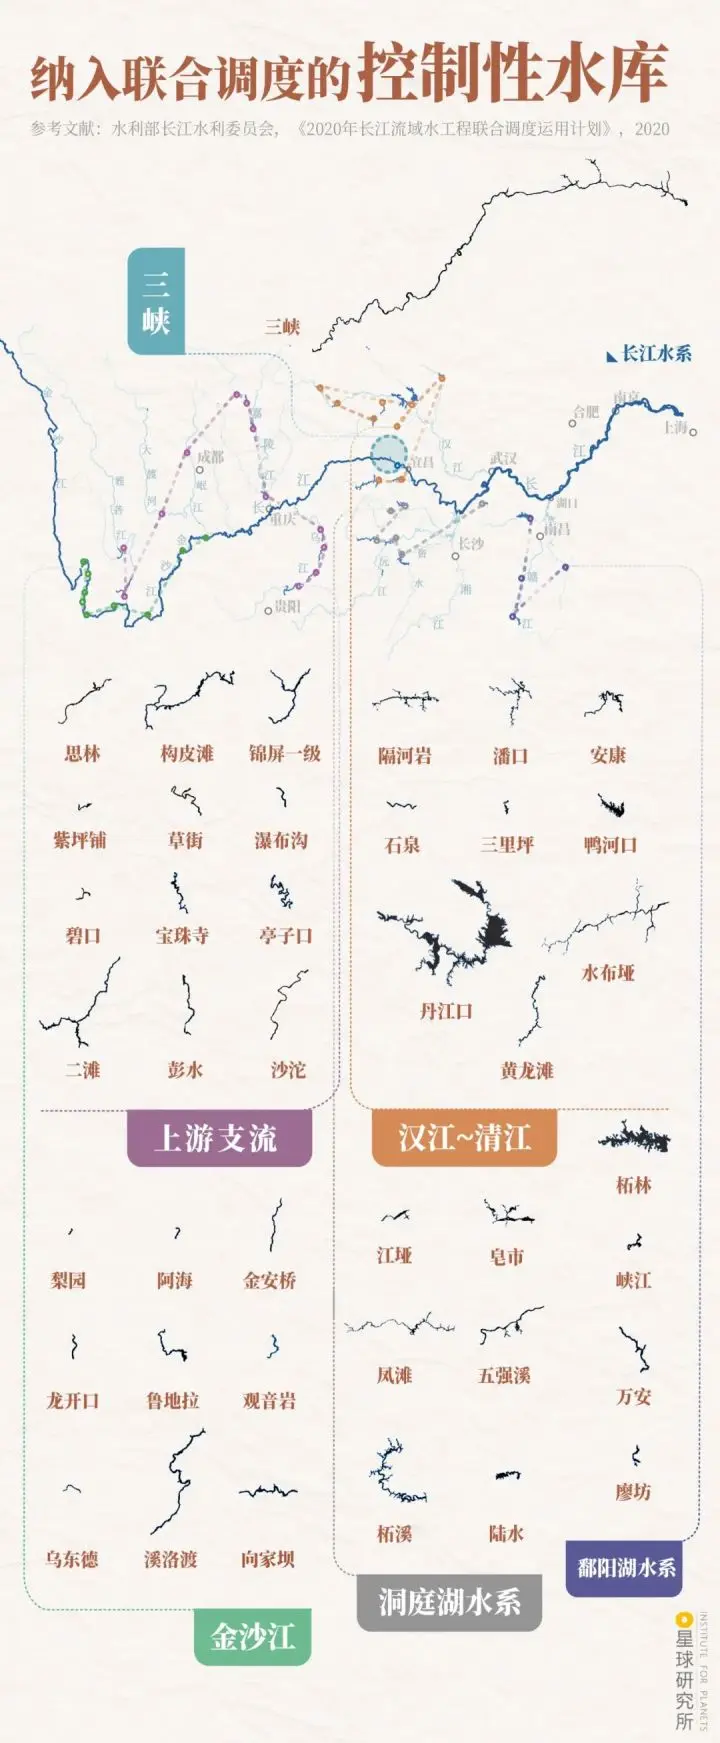 纳入联合调度的控制性水库
参考文献：水利部长江水利委员会，《2020年长江流域水工程联合调度运用计划》，2020
三峡
三峡
长江水系
金
沙
江
大
渡
河
雅
砻
江
成都
岷
江
嘉
陵
江
长
江
重庆
乌
江
金
沙
江
贵阳
宜昌
汉
江
武汉
长
江
合肥
南京
上海
湖口
南昌
长沙
沅
江
资
水
湘
江
赣
江
思林
构皮滩
锦屏一级
紫坪铺
草街
瀑布沟
碧口
宝珠寺
亭子口
二滩
彭水
沙沱
上游支流
隔河岩
潘口
安康
石泉
三里坪
鸭河口
丹江口
水布垭
黄龙滩
汉江~清江
梨园
阿海
金安桥
龙开口
鲁地拉
观音岩
乌东德
溪洛渡
向家坝
金沙江
江垭
皂市
凤滩
五强溪
柘溪
陆水
洞庭湖水系
柘林
峡江
万安
廖坊
鄱阳湖水系
星球研究所
INSTITUTE FOR PLANETS